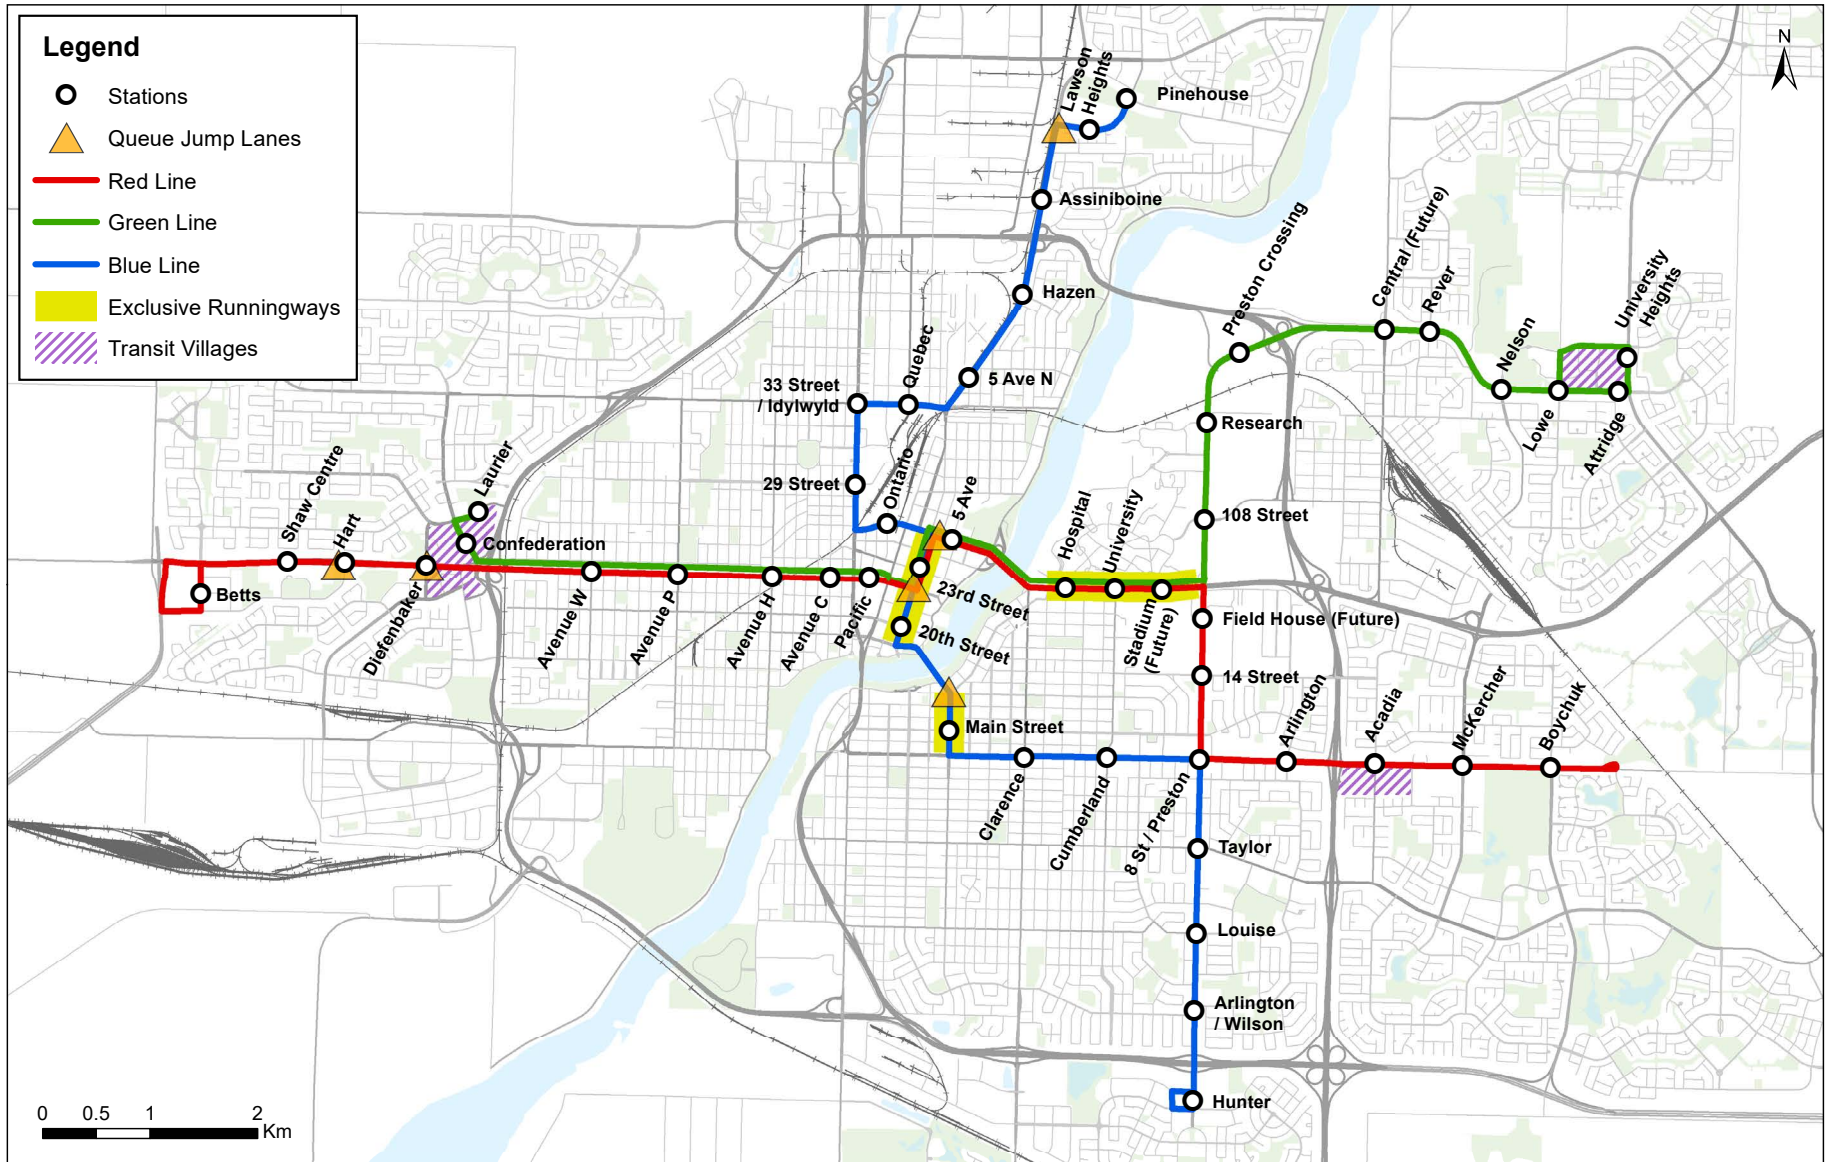 Legend
Stations
Queue Jump Lanes
Red Line
Green Line
Blue Line
Exclusive Runningways
Transit Villages
N
Lawson
Heights
Pinehouse
Assiniboine
Hazen
5 Ave N
Quebec
33 Street
/ Idylwyld
29 Street
Ontario
5 Ave
23rd Street
20th Street
Main Street
Clarence
Cumberland
8 St / Preston
Taylor
Louise
Arlington
/ Wilson
Hunter
Preston Crossing
Central (Future)
Rever
Nelson
Lowe
Attridge
University
Heights
Research
108 Street
Hospital
University
Stadium
(Future)
Field House (Future)
14 Street
Arlington
Acadia
McKercher
Boychuk
Shaw Centre
Hart
Laurier
Confederation
Betts
Diefenbaker
Avenue W
Avenue P
Avenue H
Avenue C
Pacific
0 0.5 1 2
Km